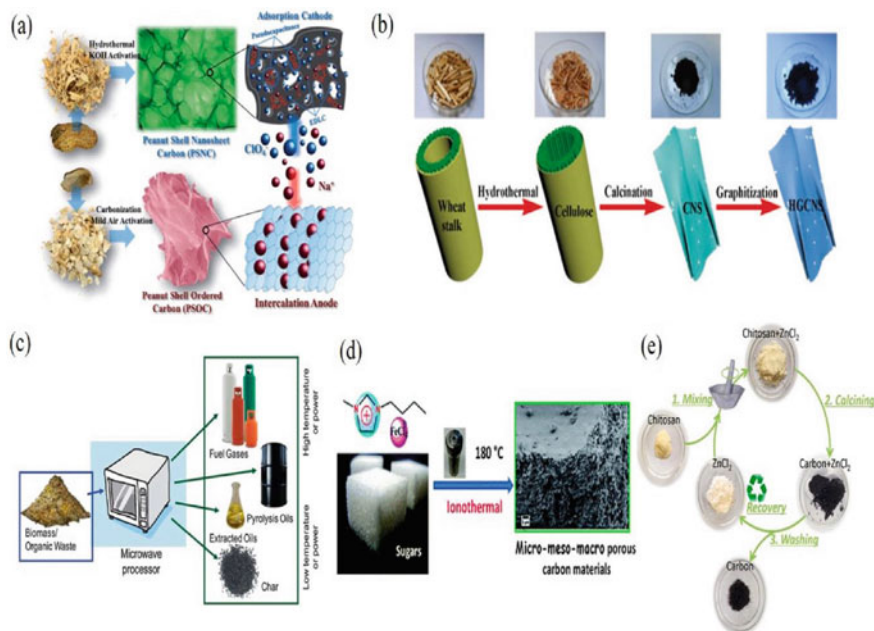 (a)
Hydrothermal
KOH Activation
Peanut Shell Nanosheet
Carbon (PSNC)
Adsorption Cathode
Pseudocapacitance
EDLC
ClO₄⁻
Na⁺
Carbonization
Mild Air Activation
Peanut Shell Ordered
Carbon (PSOC)
Intercalation Anode
(b)
Wheat
stalk
Hydrothermal
Cellulose
Calcination
CNS
Graphitization
HGCNS
(c)
Biomass/
Organic Waste
Microwave
processor
Fuel Gases
Pyrolysis Oils
Extracted Oils
Char
High temperature
or power
Low temperature
or power
(d)
Sugars
180 °C
Ionothermal
Micro-meso-macro porous
carbon materials
(e)
Chitosan+ZnCl₂
1. Mixing
2. Calcining
Chitosan
ZnCl₂
Recovery
Carbon+ZnCl₂
3. Washing
Carbon